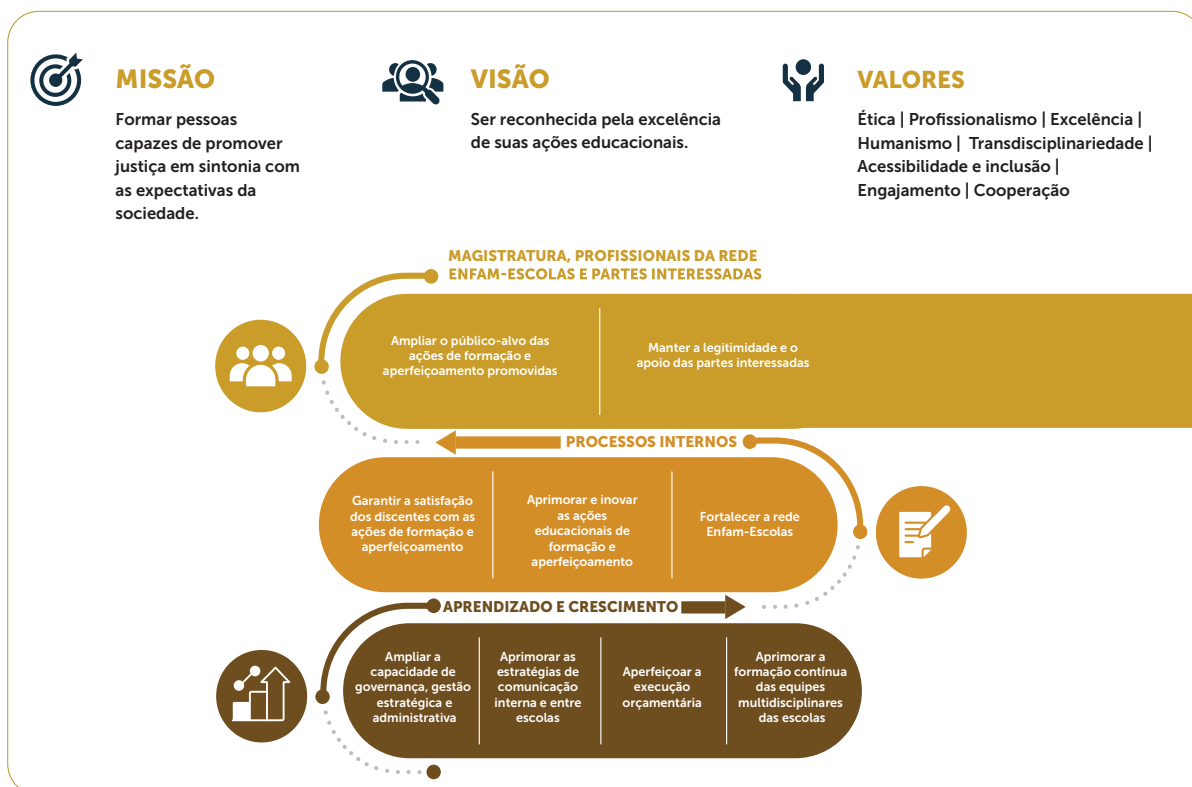 MISSÃO
Formar pessoas
capazes de promover
justiça em sintonia com
as expectativas da
sociedade.
VISÃO
Ser reconhecida pela excelência
de suas ações educacionais.
VALORES
Ética | Profissionalismo | Excelência |
Humanismo | Transdisciplinariedade |
Acessibilidade e inclusão |
Engajamento | Cooperação
MAGISTRATURA, PROFISSIONAIS DA REDE
ENFAM-ESCOLAS E PARTES INTERESSADAS
Ampliar o público-alvo das
ações de formação e
aperfeiçoamento promovidas
Manter a legitimidade e o
apoio das partes interessadas
PROCESSOS INTERNOS
Garantir a satisfação
dos discentes com as
ações de formação e
aperfeiçoamento
Aprimorar e inovar
as ações
educacionais de
formação e
aperfeiçoamento
Fortalecer a rede
Enfam-Escolas
APRENDIZADO E CRESCIMENTO
Ampliar a
capacidade de
governança, gestão
estratégica e
administrativa
Aprimorar as
estratégias de
comunicação
interna e entre
escolas
Aperfeiçoar a
execução
orçamentária
Aprimorar a
formação contínua
das equipes
multidisciplinares
das escolas